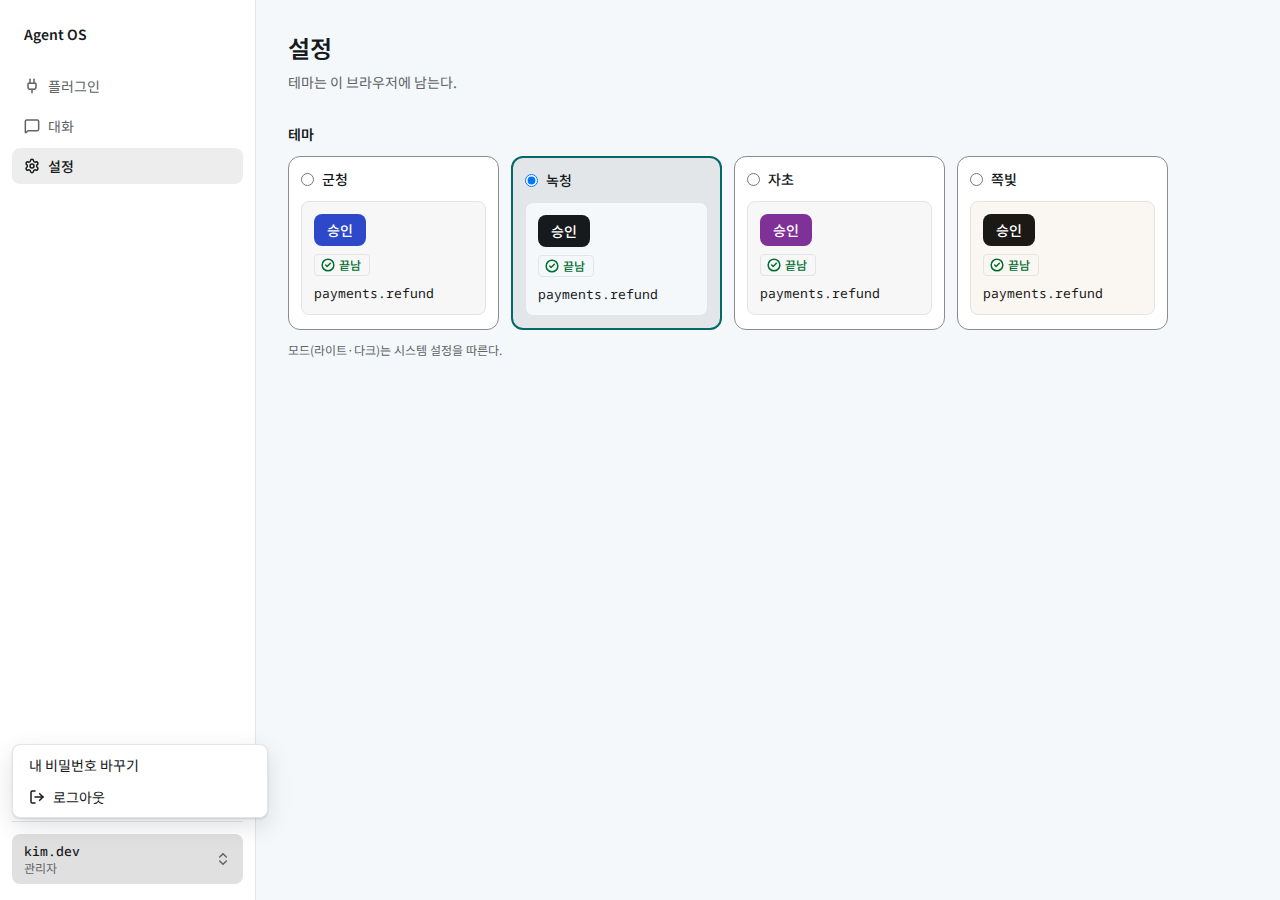 Agent OS
플러그인
대화
설정
내 비밀번호 바꾸기
로그아웃
kim.dev
관리자
설정
테마는 이 브라우저에 남는다.
테마
군청
승인
끝남
payments.refund
녹청
승인
끝남
payments.refund
자초
승인
끝남
payments.refund
쪽빛
승인
끝남
payments.refund
모드(라이트·다크)는 시스템 설정을 따른다.